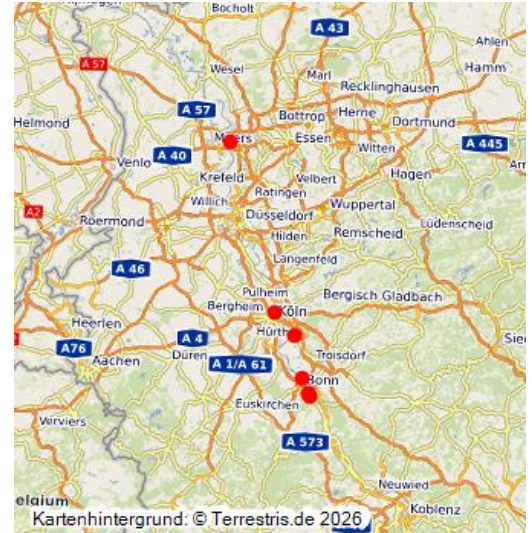 Bocholt
A 43
Ahlen
A 57
Wesel
Marl
Hamm
Recklinghausen
A 57
Bottrop
Herne
Dortmund
Helmond
Essen
Witten
A 445
A 40
Venlo
Krefeld
Velbert
Hagen
Ratingen
Willich
Wuppertal
A2
Roermond
Düsseldorf
Lüdenscheid
Hilden
Remscheid
Langenfeld
A 46
Pulheim
Bergisch Gladbach
Bergheim
Köln
Heerlen
A 4
Hürth
A76
Düren
Troisdorf
Aachen
A 1/A 61
Bonn
Euskirchen
Verviers
A 573
Neuwied
elgium
Koblenz
Kartenhintergrund: © Terrestris.de 2026